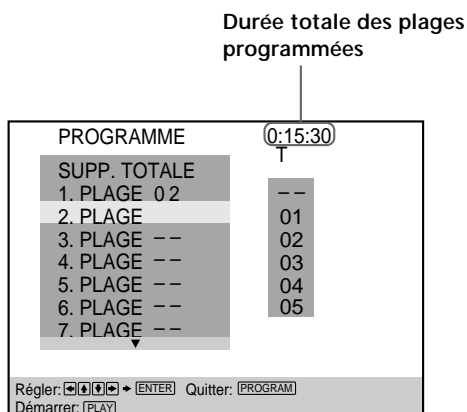 Durée totale des plages
programmées
PROGRAMME 0:15:30
T
SUPP. TOTALE
1. PLAGE 0 2 – –
2. PLAGE 01
3. PLAGE – – 02
4. PLAGE – – 03
5. PLAGE – – 04
6. PLAGE – – 05
7. PLAGE – –
Régler: ENTER Quitter: PROGRAM
Démarrer: PLAY